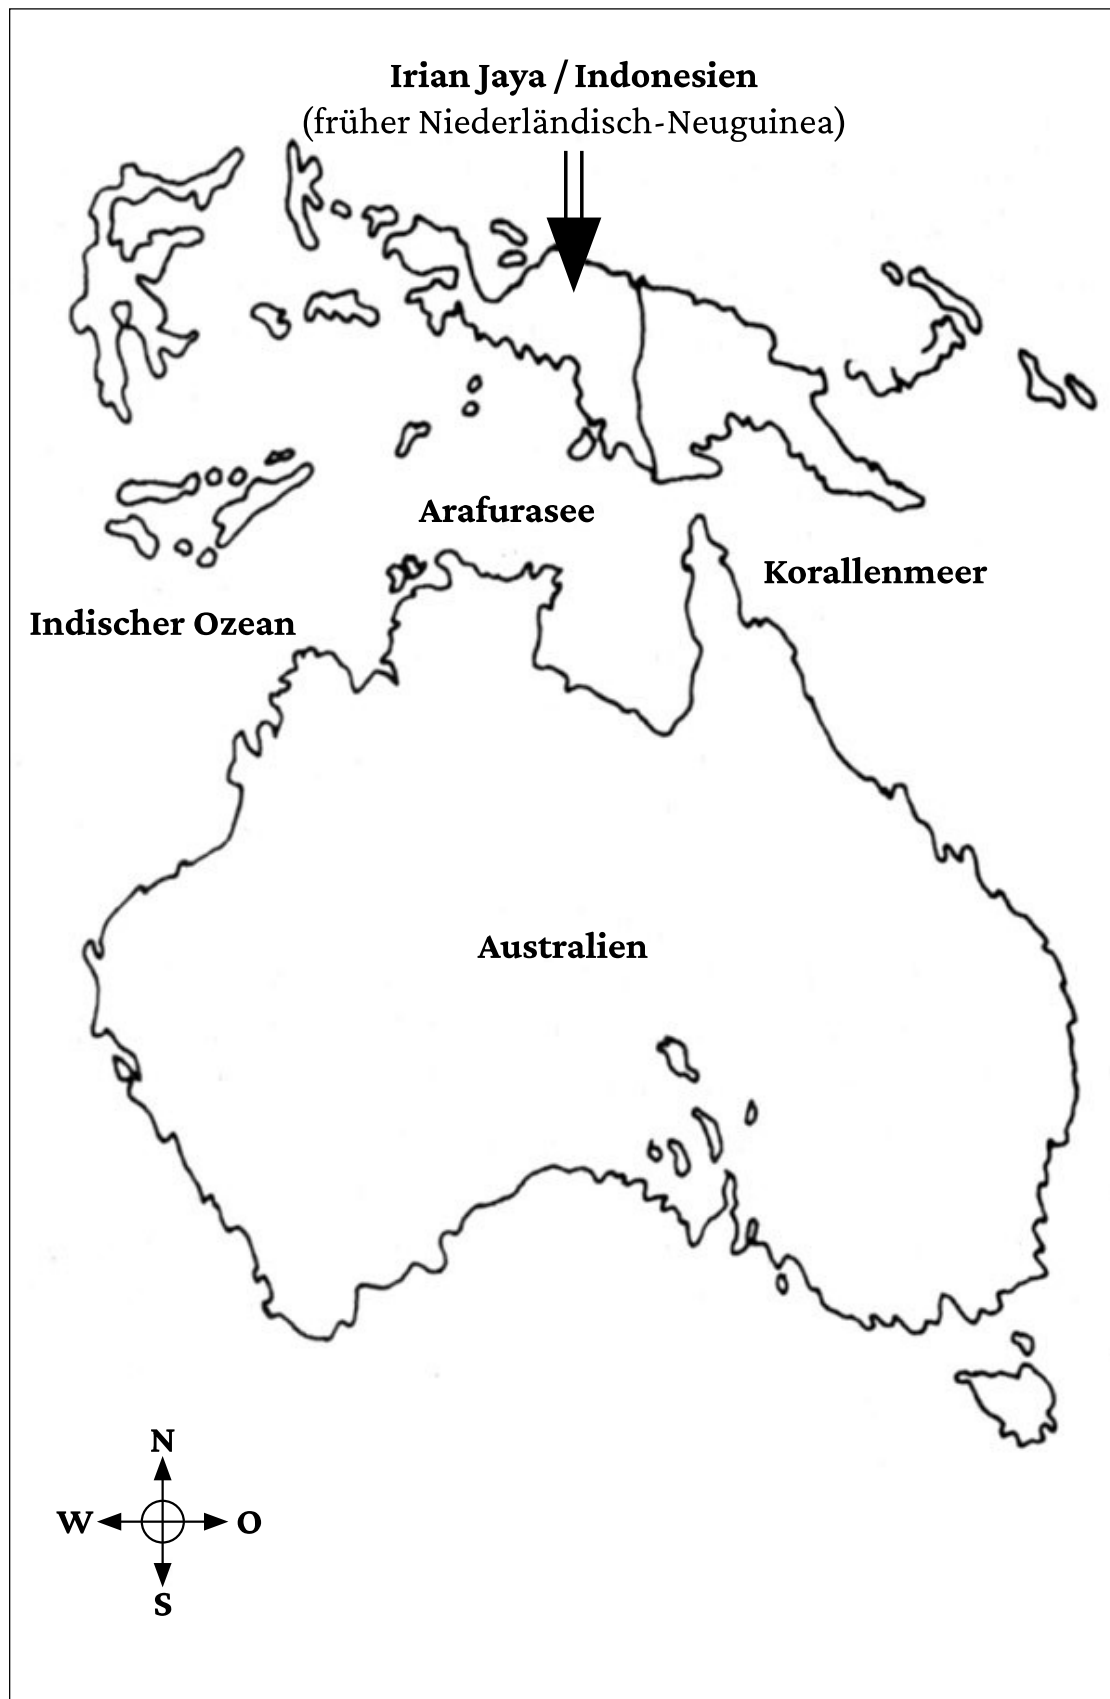 Irian Jaya / Indonesien
(früher Niederländisch-Neuguinea)
Arafurasee
Korallenmeer
Indischer Ozean
Australien
N
W O
S